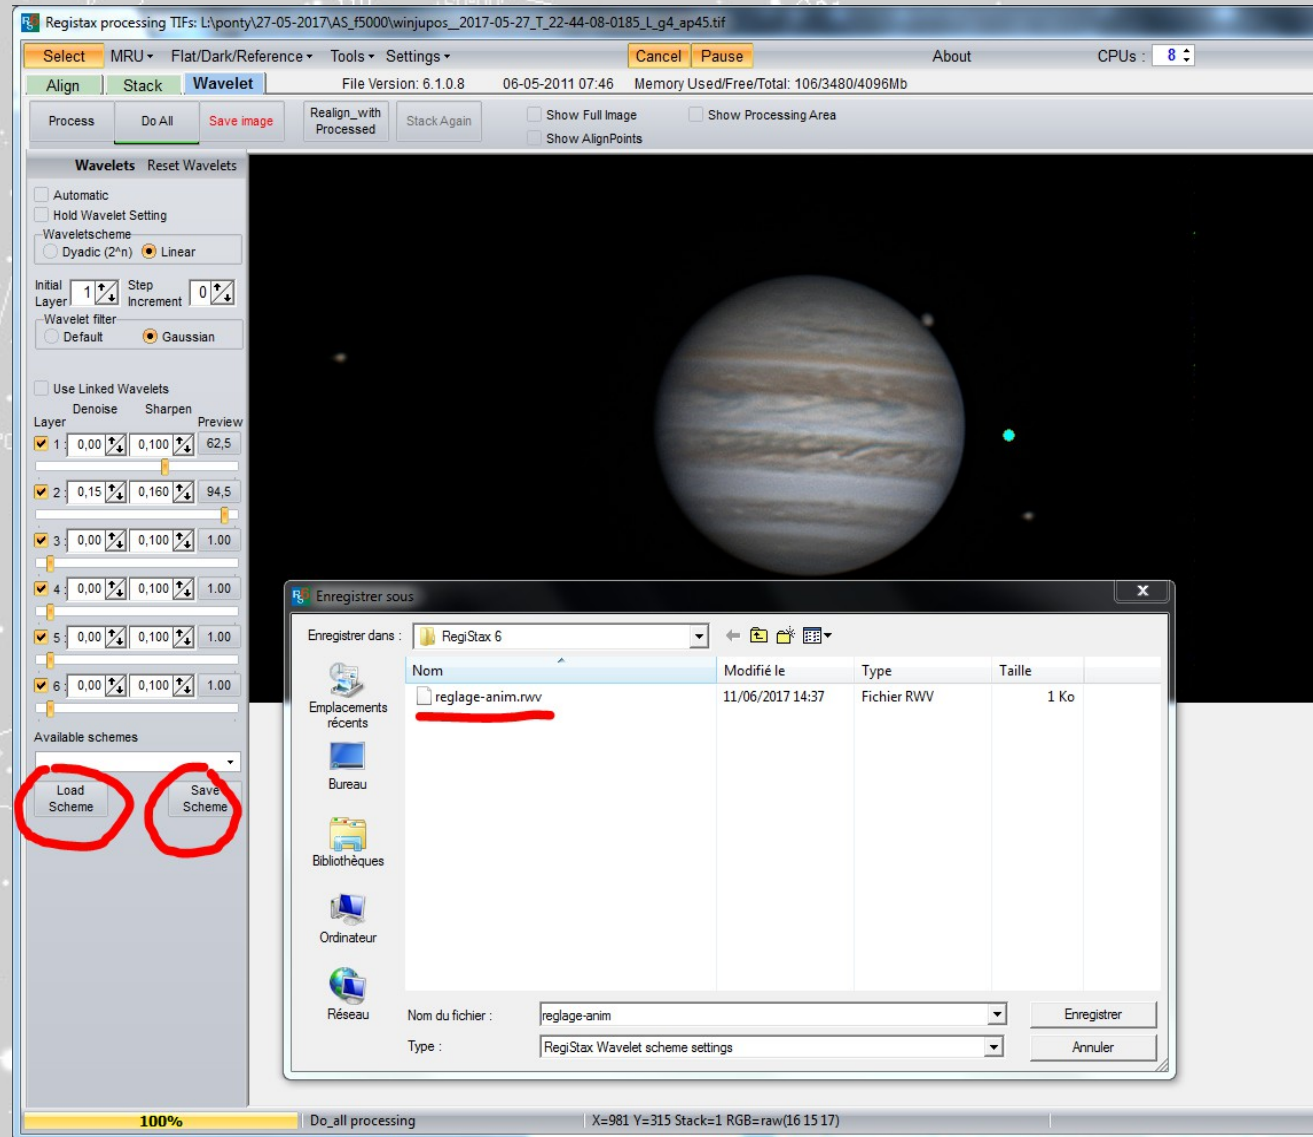 Registax processing TIFs: L:\ponty\27-05-2017\AS_f5000\winjupos__2017-05-27_T_22-44-08-0185_L_g4_ap45.tif
Select MRU Flat/Dark/Reference Tools Settings Cancel Pause About CPUs : 8
Align Stack Wavelet File Version: 6.1.0.8 06-05-2011 07:46 Memory Used/Free/Total: 106/3480/4096Mb
Process Do All Save image Realign_with Processed Stack Again Show Full Image Show Processing Area
Show AlignPoints
Wavelets Reset Wavelets
Automatic
Hold Wavelet Setting
Waveletscheme
Dyadic (2^n) Linear
Initial Layer 1 Step Increment 0
Wavelet filter
Default Gaussian
Use Linked Wavelets
Denoise Sharpen
Layer Preview
1 : 0,00 0,100 62,5
2 : 0,15 0,160 94,5
3 : 0,00 0,100 1.00
4 : 0,00 0,100 1.00
5 : 0,00 0,100 1.00
6 : 0,00 0,100 1.00
Available schemes
Load Scheme Save Scheme
Enregistrer sous x
Enregistrer dans : RegiStax 6
Nom Modifié le Type Taille
reglage-anim.rwv 11/06/2017 14:37 Fichier RWV 1 Ko
Emplacements récents
Bureau
Bibliothèques
Ordinateur
Réseau
Nom du fichier : reglage-anim Enregistrer
Type : RegiStax Wavelet scheme settings Annuler
100% Do_all processing X=981 Y=315 Stack=1 RGB=raw(16 15 17)